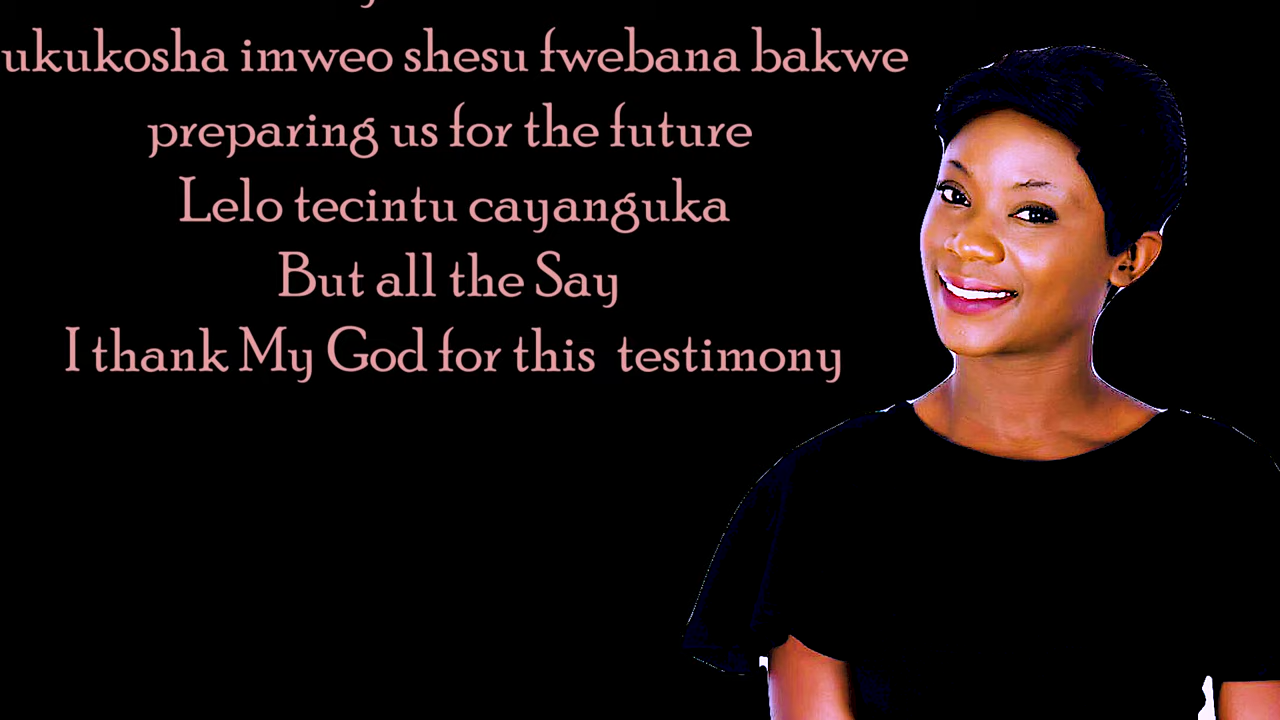 ukukosha imweo shesu fwebana bakwe
preparing us for the future
Lelo tecintu cayanguka
But all the Say
I thank My God for this testimony